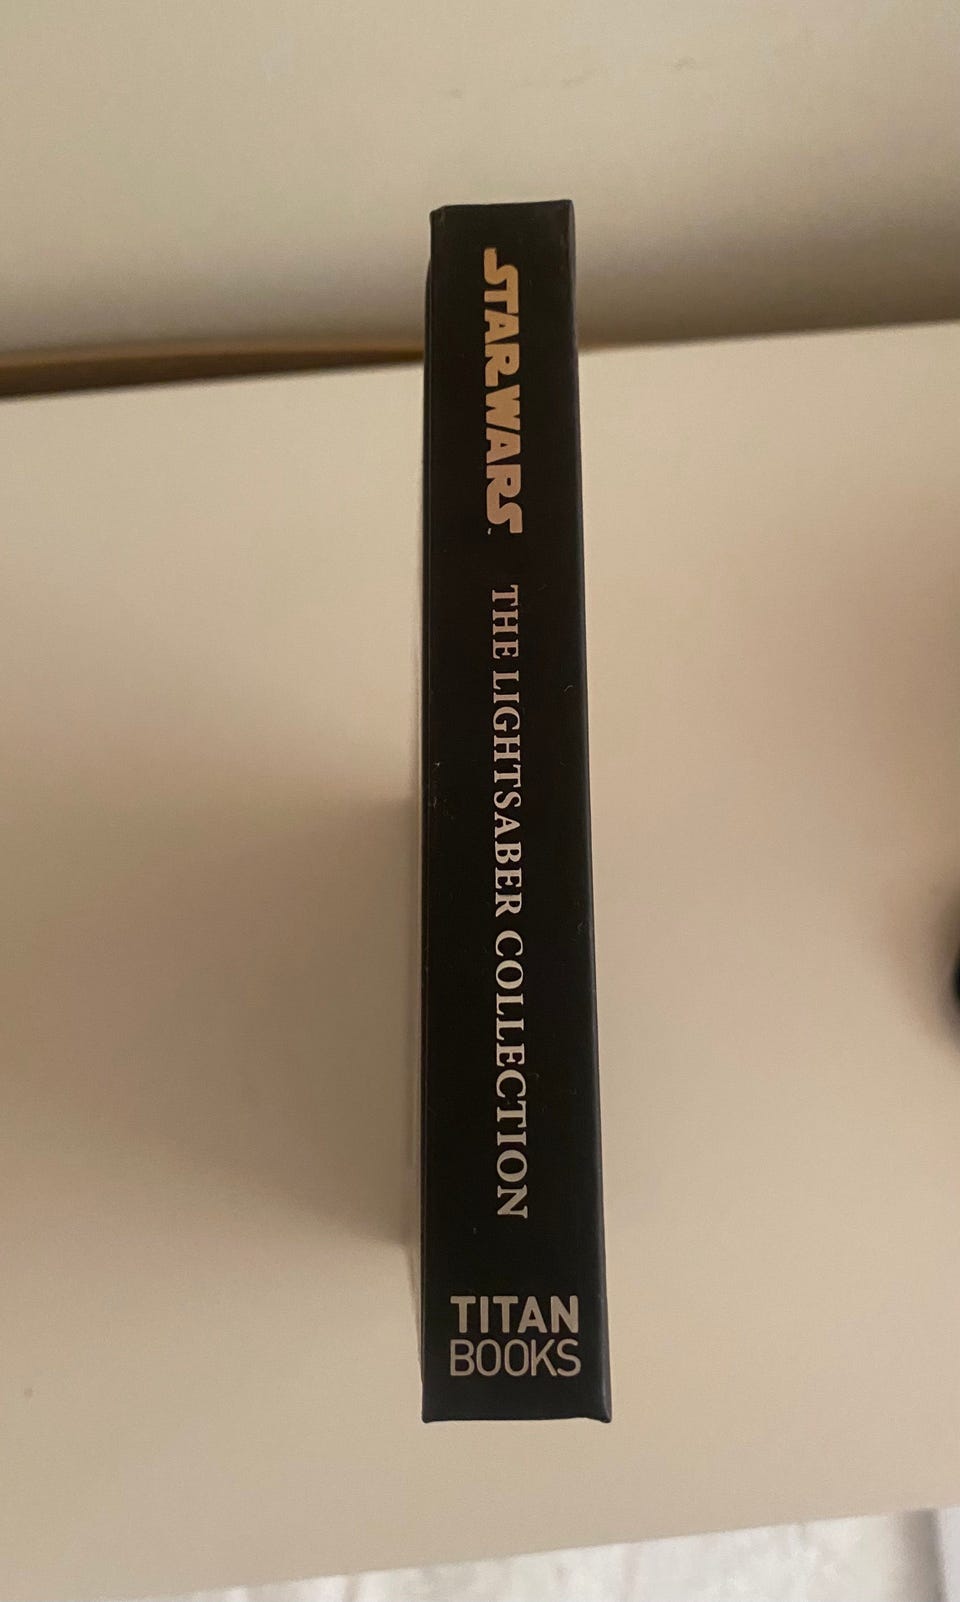 STAR WARS
THE LIGHTSABER COLLECTION
TITAN
BOOKS